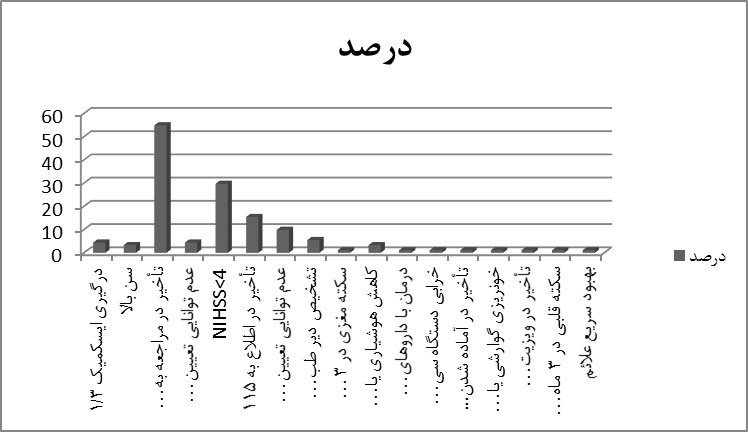 درصد
60
50
40
30
20
10
0
درگیری ایسکمیک ۱/۳
سن بالا
تأخیر در مراجعه به...
عدم توانایی تعیین...
NIHSS<4
تأخیر در اطلاع به ۱۱۵
عدم توانایی تعیین...
تشخیص دیر طب...
سکته مغزی در ۳...
کاهش هوشیاری یا...
درمان با داروهای...
خرابی دستگاه سی...
تأخیر در آماده شدن...
خونریزی گوارشی یا...
تأخیر در ویزیت...
سکته قلبی در ۳ ماه...
بهبود سریع علائم
درصد